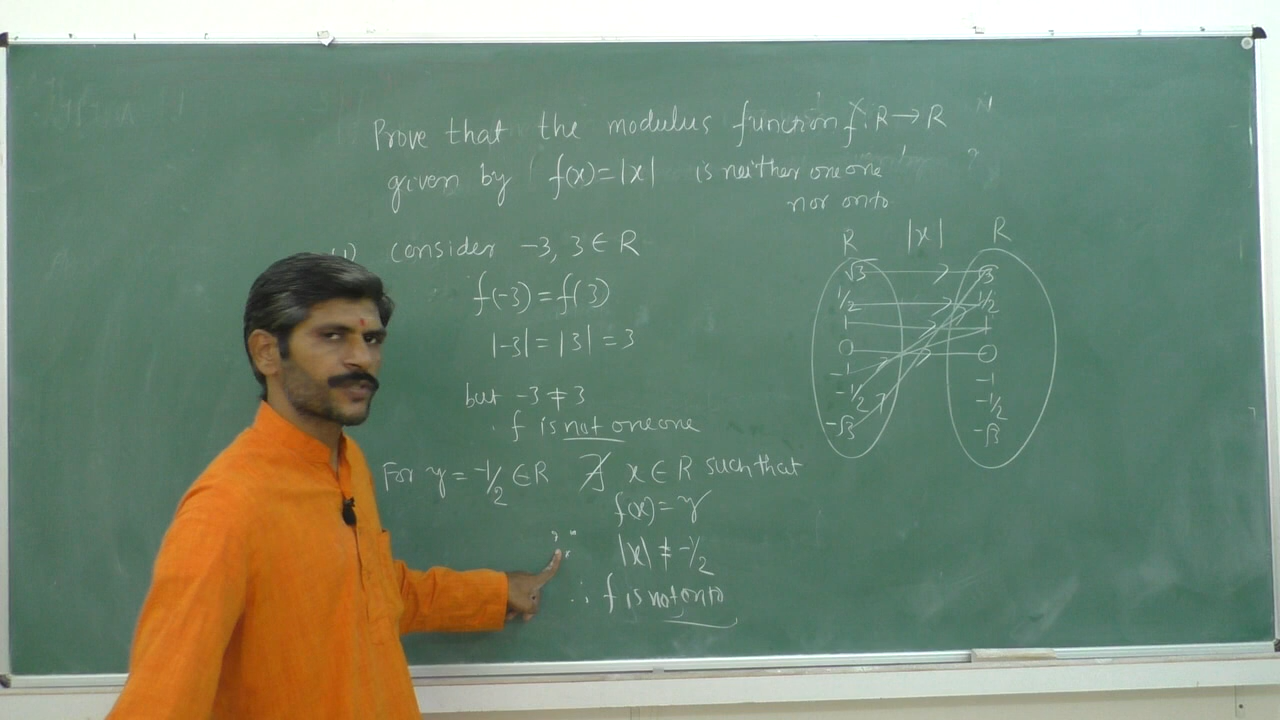 Prove that the modulus function f: R → R
given by f(x) = |x| is neither one one
nor onto
(1) consider -3, 3 ∈ R
f(-3) = f(3)
|-3| = |3| = 3
but -3 ≠ 3
∴ f is not one one
For y = -1/2 ∈ R ∄ x ∈ R such that
f(x) = y
|x| ≠ -1/2
∴ f is not onto
R |x| R
√3 √3
1/2 1/2
1 1
0 0
-1 -1
-1/2 -1/2
-√3 -√3